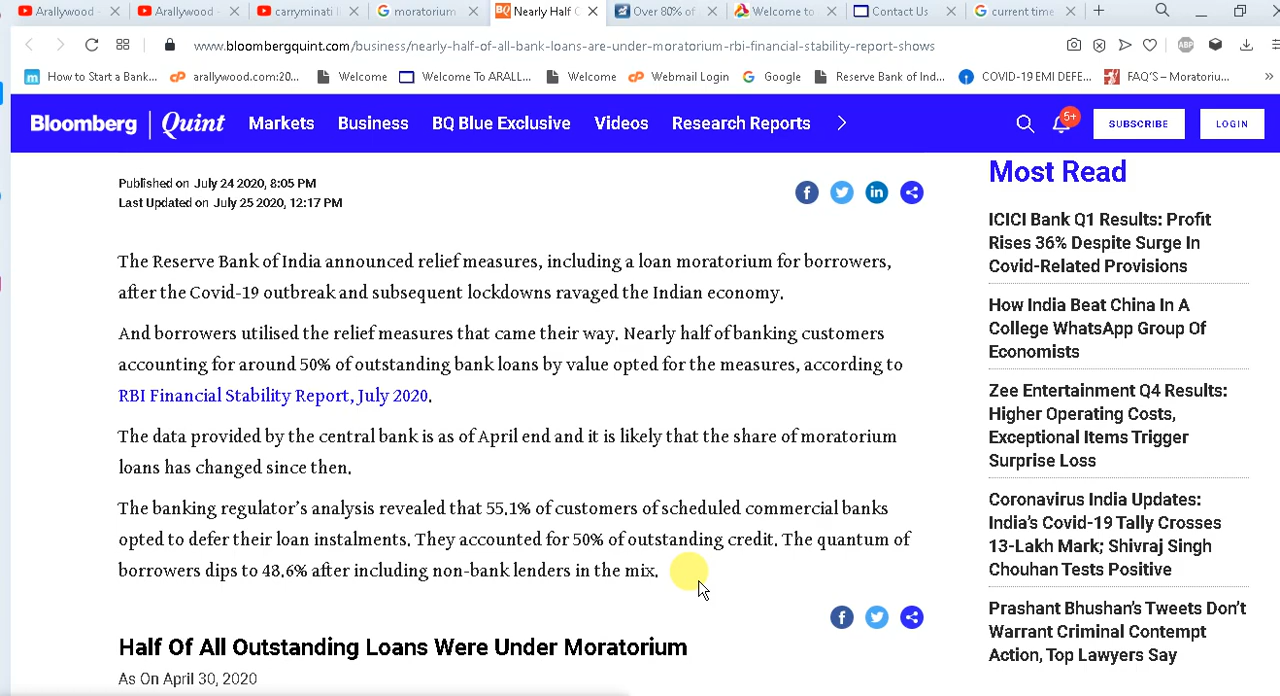 Arallywood -
Arallywood -
carryminati
moratorium
Nearly Half
Over 80% of
Welcome to
Contact Us
current time
www.bloombergquint.com/business/nearly-half-of-all-bank-loans-are-under-moratorium-rbi-financial-stability-report-shows
ABP
m How to Start a Bank...
cP arallywood.com:20...
Welcome
Welcome To ARALL...
Welcome
cP Webmail Login
G Google
Reserve Bank of Ind...
COVID-19 EMI DEFE...
FAQ'S – Moratoriu...
Bloomberg | Quint Markets Business BQ Blue Exclusive Videos Research Reports
5+
SUBSCRIBE
LOGIN
Published on July 24 2020, 8:05 PM
Last Updated on July 25 2020, 12:17 PM
The Reserve Bank of India announced relief measures, including a loan moratorium for borrowers,
after the Covid-19 outbreak and subsequent lockdowns ravaged the Indian economy.
And borrowers utilised the relief measures that came their way. Nearly half of banking customers
accounting for around 50% of outstanding bank loans by value opted for the measures, according to
RBI Financial Stability Report, July 2020.
The data provided by the central bank is as of April end and it is likely that the share of moratorium
loans has changed since then.
The banking regulator's analysis revealed that 55.1% of customers of scheduled commercial banks
opted to defer their loan instalments. They accounted for 50% of outstanding credit. The quantum of
borrowers dips to 48.6% after including non-bank lenders in the mix.
Half Of All Outstanding Loans Were Under Moratorium
As On April 30, 2020
Most Read
ICICI Bank Q1 Results: Profit
Rises 36% Despite Surge In
Covid-Related Provisions
How India Beat China In A
College WhatsApp Group Of
Economists
Zee Entertainment Q4 Results:
Higher Operating Costs,
Exceptional Items Trigger
Surprise Loss
Coronavirus India Updates:
India's Covid-19 Tally Crosses
13-Lakh Mark; Shivraj Singh
Chouhan Tests Positive
Prashant Bhushan's Tweets Don't
Warrant Criminal Contempt
Action, Top Lawyers Say